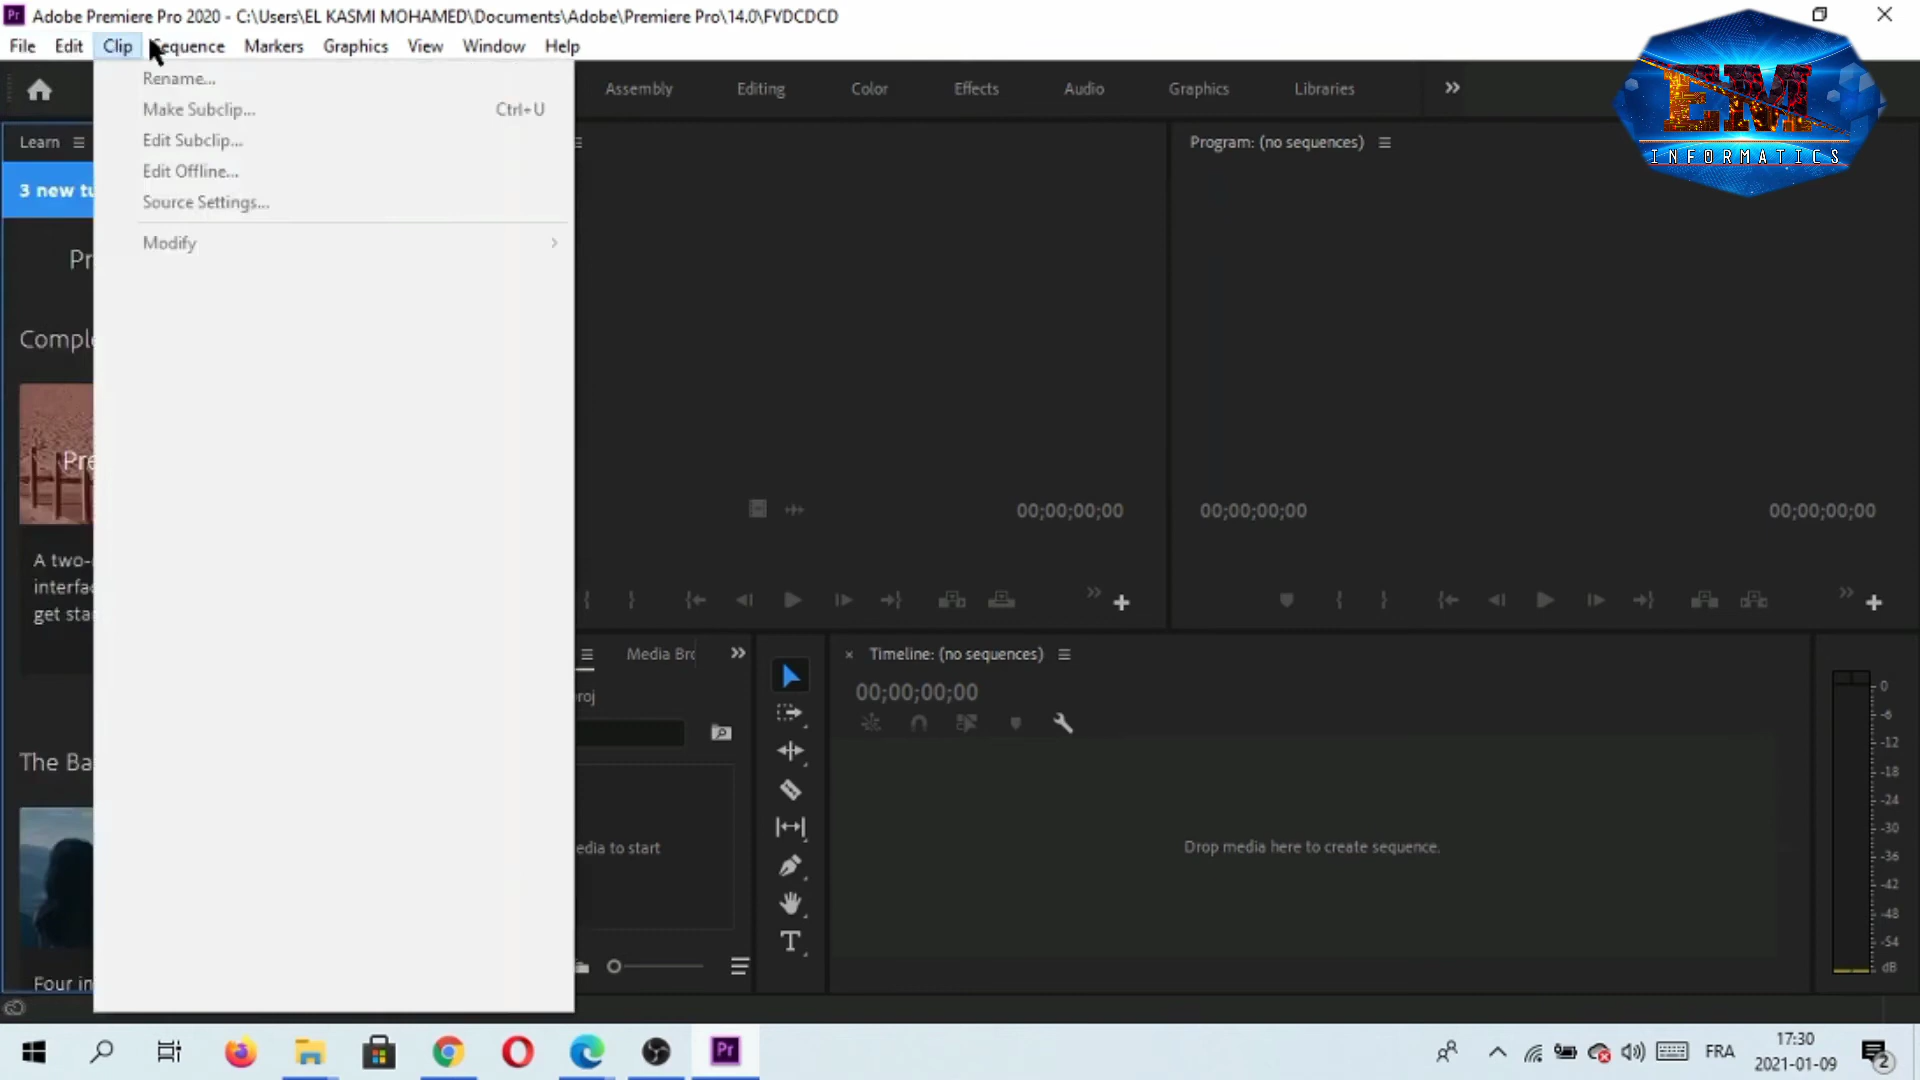 Adobe Premiere Pro 2020 - C:\Users\EL KASMI MOHAMED\Documents\Adobe\Premiere Pro\14.0\FVDCDCD
File Edit Clip Sequence Markers Graphics View Window Help
Rename...
Make Subclip... Ctrl+U
Edit Subclip...
Edit Offline...
Source Settings...
Modify
Assembly Editing Color Effects Audio Graphics Libraries
EM
INFORMATICS
Learn
Program: (no sequences)
3 new tu
Pr
Comple
Pre
A two-
interfac
get sta
The Ba
Four in
00;00;00;00 00;00;00;00 00;00;00;00
Media Bro
roj
edia to start
Timeline: (no sequences)
00;00;00;00
Drop media here to create sequence.
0
-6
-12
-18
-24
-30
-36
-42
-48
-54
dB
Pr
FRA
17:30
2021-01-09
2